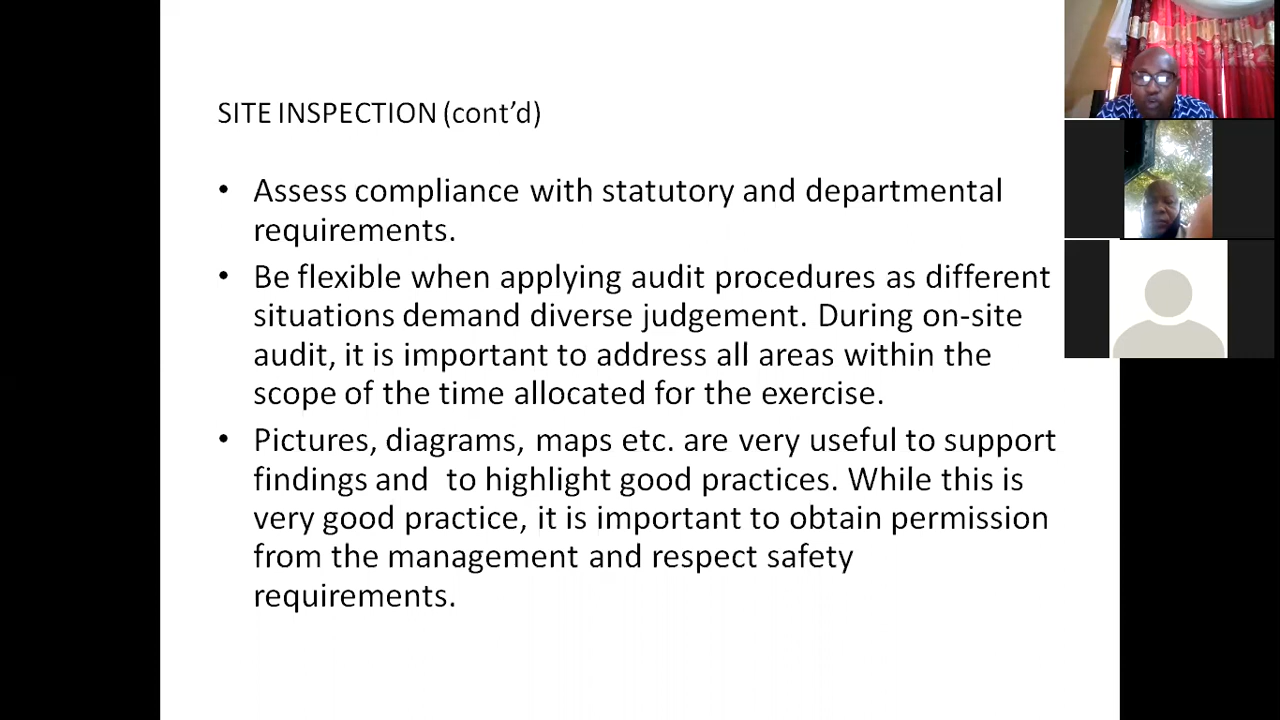 SITE INSPECTION (cont’d)
• Assess compliance with statutory and departmental
requirements.
• Be flexible when applying audit procedures as different
situations demand diverse judgement. During on-site
audit, it is important to address all areas within the
scope of the time allocated for the exercise.
• Pictures, diagrams, maps etc. are very useful to support
findings and  to highlight good practices. While this is
very good practice, it is important to obtain permission
from the management and respect safety
requirements.